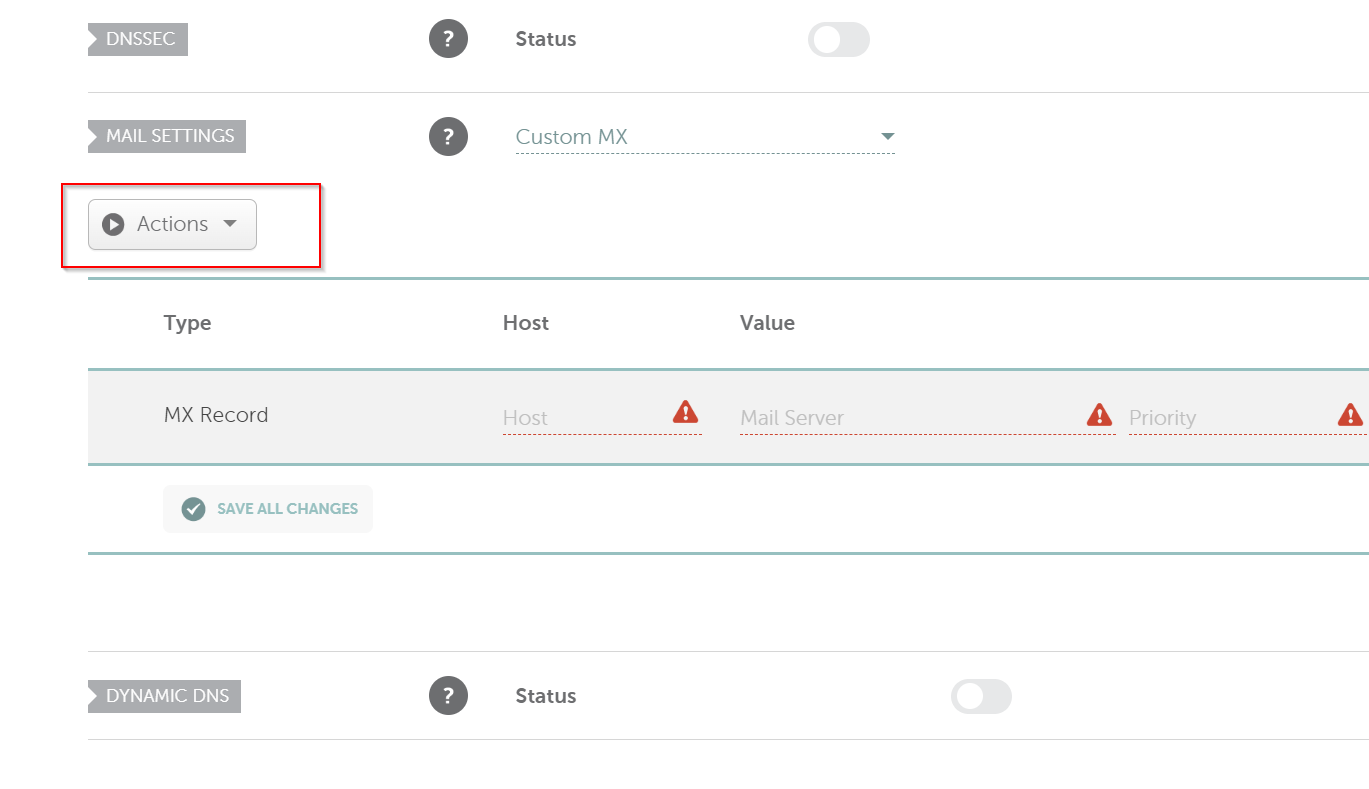 DNSSEC
? Status
MAIL SETTINGS
? Custom MX
Actions
Type Host Value
MX Record Host Mail Server Priority
SAVE ALL CHANGES
DYNAMIC DNS
? Status